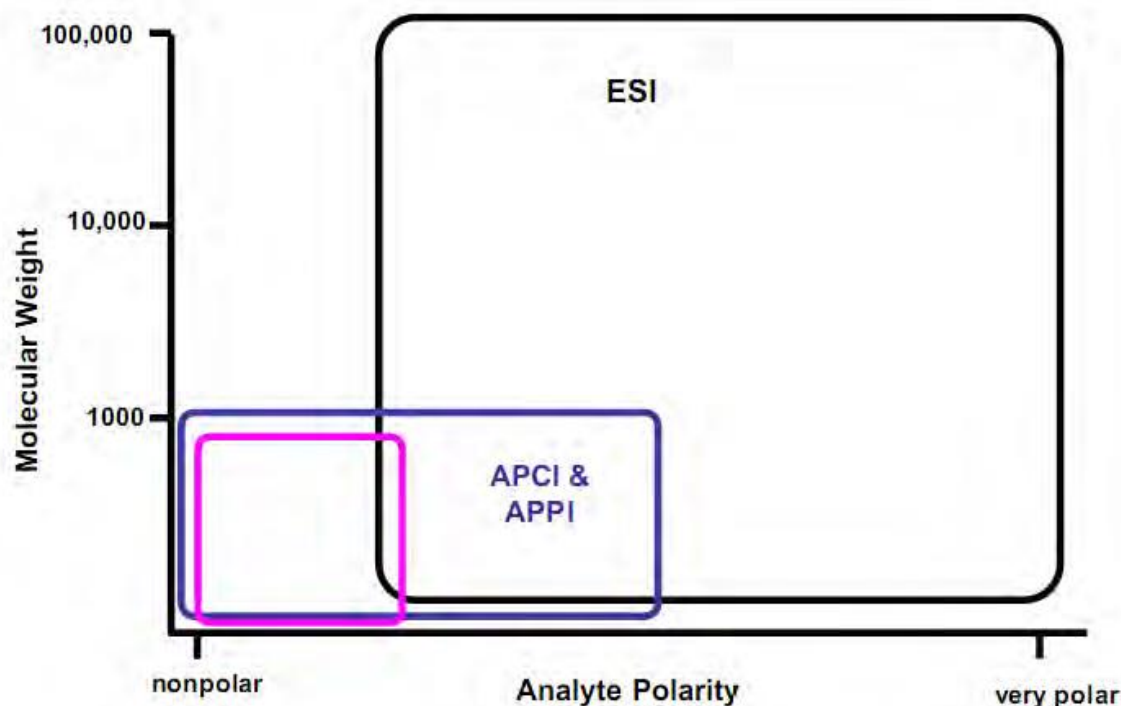 100,000
ESI
10,000
Molecular Weight
1000
APCI &
APPI
nonpolar
Analyte Polarity
very polar